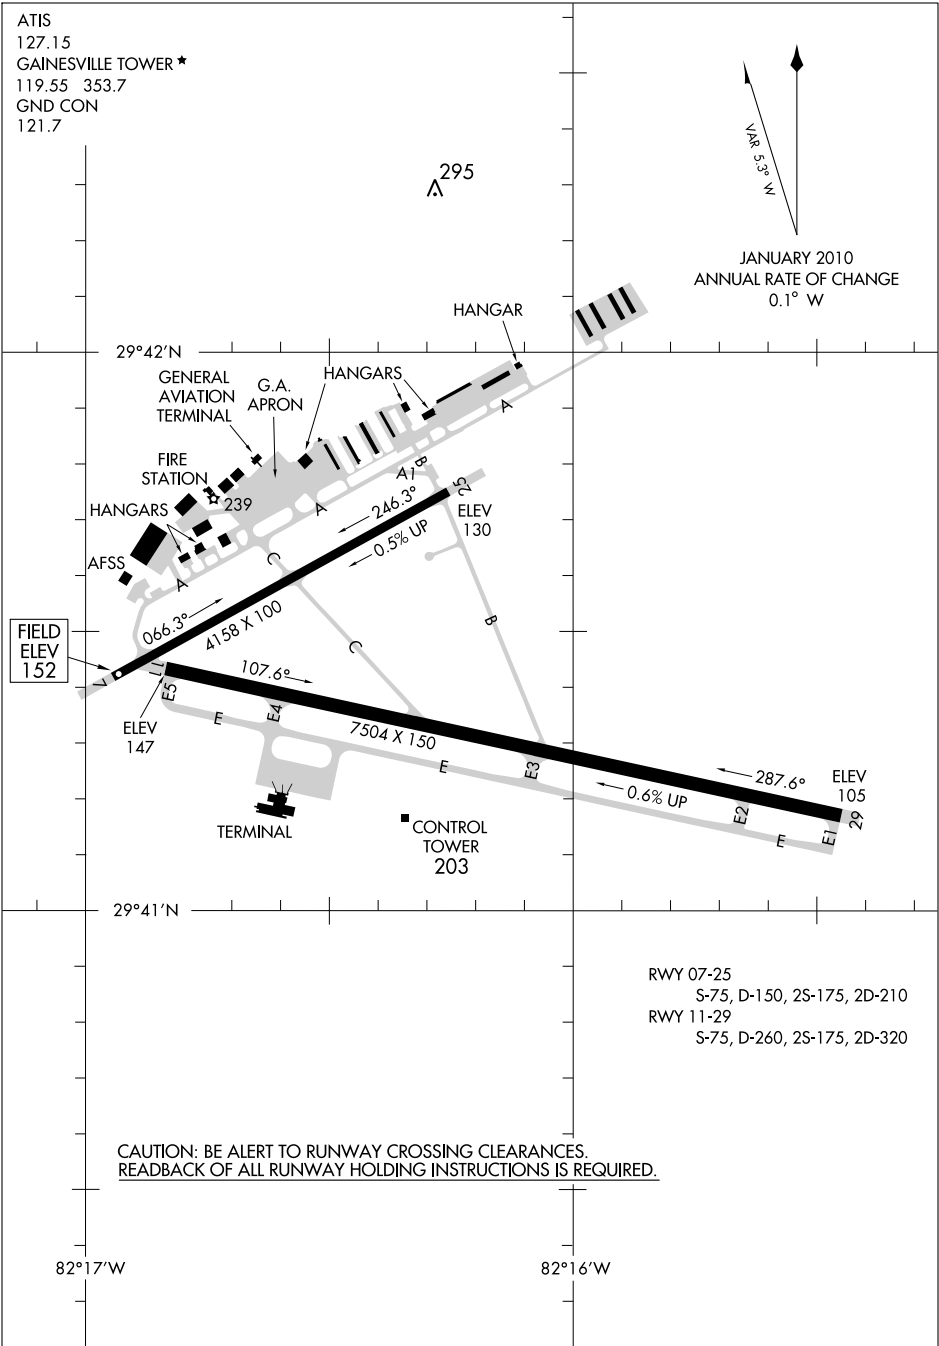 ATIS
127.15
GAINESVILLE TOWER ★
119.55 353.7
GND CON
121.7
295
VAR 5.3° W
JANUARY 2010
ANNUAL RATE OF CHANGE
0.1° W
HANGAR
29°42'N
GENERAL
AVIATION
TERMINAL
G.A.
APRON
HANGARS
A
FIRE
STATION
239
HANGARS
A1
B
25
ELEV
130
A
246.3°
0.5% UP
AFSS
A
C
066.3°
4158 X 100
B
C
FIELD
ELEV
152
7
11
107.6°
E5
E4
E
ELEV
147
7504 X 150
E
E3
287.6°
0.6% UP
ELEV
105
E2
29
E
E1
TERMINAL
CONTROL
TOWER
203
29°41'N
RWY 07-25
S-75, D-150, 2S-175, 2D-210
RWY 11-29
S-75, D-260, 2S-175, 2D-320
CAUTION: BE ALERT TO RUNWAY CROSSING CLEARANCES.
READBACK OF ALL RUNWAY HOLDING INSTRUCTIONS IS REQUIRED.
82°17'W
82°16'W